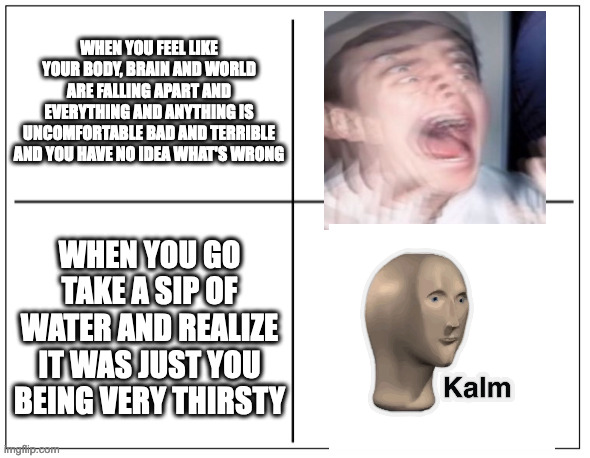 WHEN YOU FEEL LIKE
YOUR BODY, BRAIN AND WORLD
ARE FALLING APART AND
EVERYTHING AND ANYTHING IS
UNCOMFORTABLE BAD AND TERRIBLE
AND YOU HAVE NO IDEA WHAT'S WRONG
WHEN YOU GO
TAKE A SIP OF
WATER AND REALIZE
IT WAS JUST YOU
BEING VERY THIRSTY
Kalm
imgflip.com